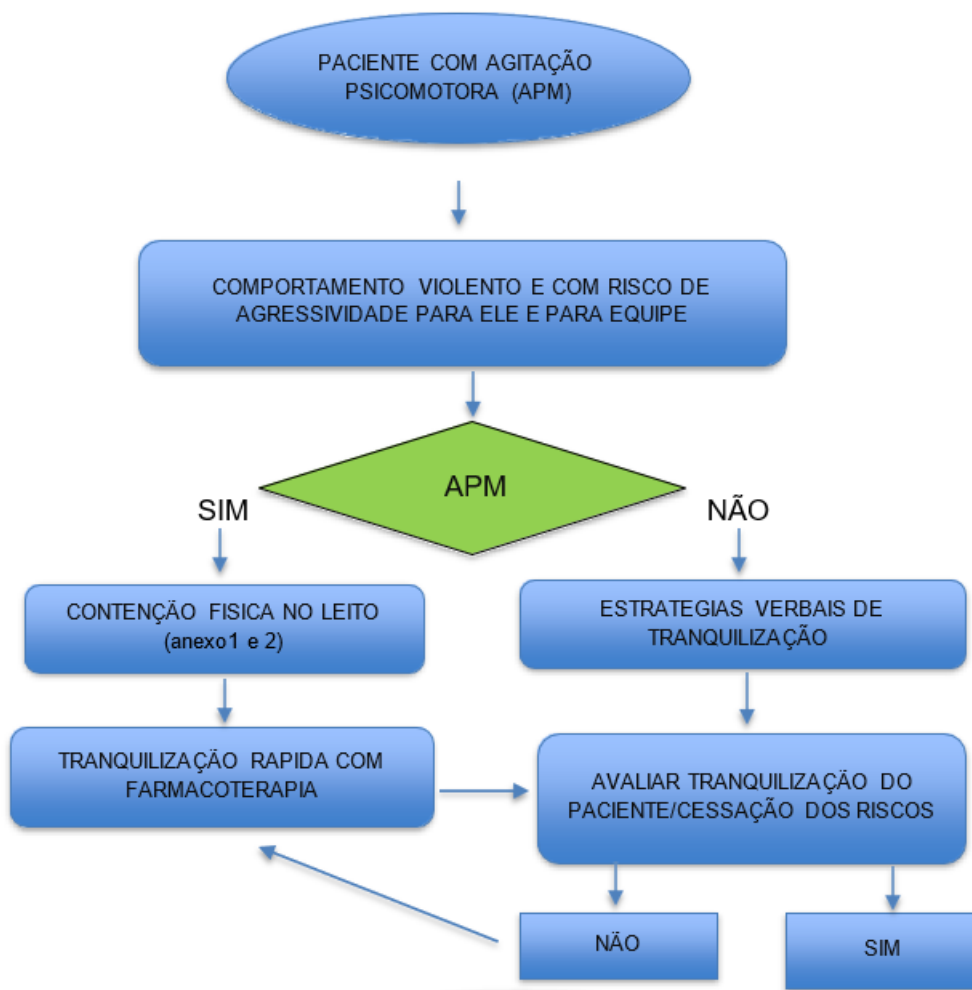 PACIENTE COM AGITAÇÃO
PSICOMOTORA (APM)
COMPORTAMENTO VIOLENTO E COM RISCO DE
AGRESSIVIDADE PARA ELE E PARA EQUIPE
APM
SIM
NÃO
CONTENÇÃO FISICA NO LEITO
(anexo1 e 2)
ESTRATEGIAS VERBAIS DE
TRANQUILIZAÇÃO
TRANQUILIZAÇÃO RAPIDA COM
FARMACOTERAPIA
AVALIAR TRANQUILIZAÇÃO DO
PACIENTE/CESSAÇÃO DOS RISCOS
NÃO
SIM